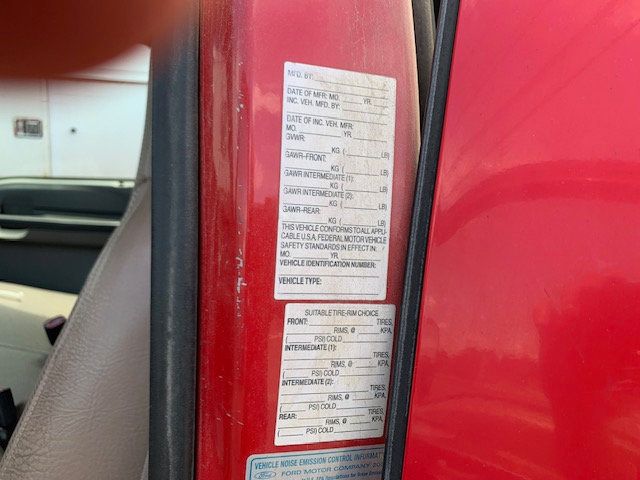 MFD. BY:
DATE OF MFR: MO. YR.
INC. VEH. MFD. BY:
DATE OF INC. VEH. MFR:
MO. YR
GVWR:
KG ( LB)
GAWR-FRONT:
KG ( LB)
GAWR INTERMEDIATE (1):
KG ( LB)
GAWR INTERMEDIATE (2):
KG ( LB)
GAWR-REAR:
KG ( LB)
THIS VEHICLE CONFORMS TO ALL APPLI-
CABLE U.S.A. FEDERAL MOTOR VEHICLE
SAFETY STANDARDS IN EFFECT IN:
MO. YR.
VEHICLE IDENTIFICATION NUMBER:
VEHICLE TYPE:
SUITABLE TIRE-RIM CHOICE
FRONT: TIRES,
RIMS, @ KPA,
( PSI) COLD
INTERMEDIATE (1): TIRES,
RIMS, @ KPA,
( PSI) COLD
INTERMEDIATE (2): TIRES,
RIMS, @ KPA,
( PSI) COLD
REAR: TIRES,
RIMS, @ KPA,
( PSI) COLD
VEHICLE NOISE EMISSION CONTROL INFORMAT
Ford FORD MOTOR COMPANY